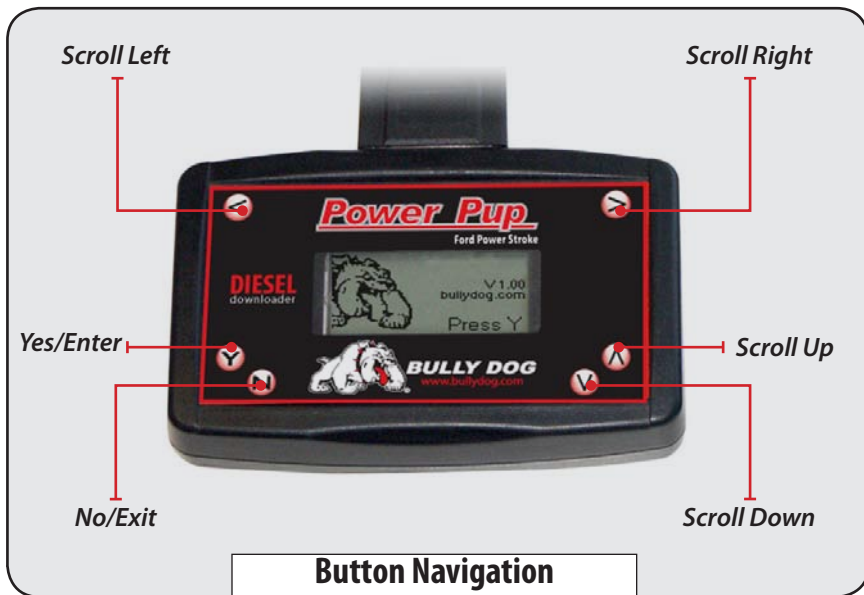 Scroll Left
Scroll Right
<
>
Power Pup
Ford Power Stroke
DIESEL
downloader
V 1.00
bullydog.com
Press Y
Yes/Enter
Y
Scroll Up
BULLY DOG
®
www.bullydog.com
N
V
No/Exit
Scroll Down
Button Navigation